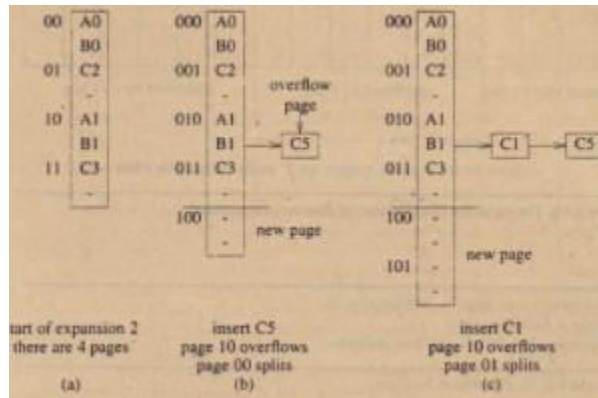 00 A0
B0
01 C2
-
10 A1
B1
11 C3
-
000 A0
B0
001 C2
-
overflow
page
010 A1
B1
C5
011 C3
-
100 -
-
new page
000 A0
B0
001 C2
-
010 A1
B1
C1
C5
011 C3
-
100 -
-
101 -
-
new page
tart of expansion 2
there are 4 pages
(a)
insert C5
page 10 overflows
page 00 splits
(b)
insert C1
page 10 overflows
page 01 splits
(c)